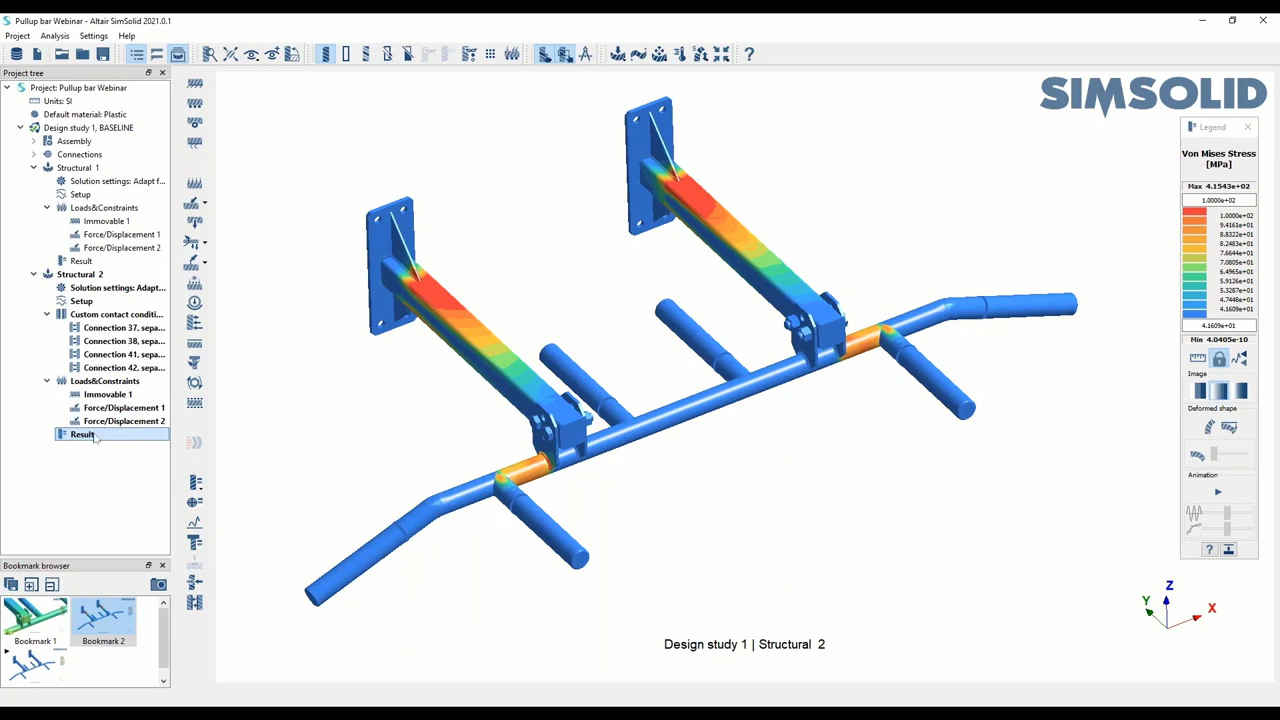 Pullup bar Webinar - Altair SimSolid 2021.0.1
Project Analysis Settings Help
Project tree
Project: Pullup bar Webinar
Units: SI
Default material: Plastic
Design study 1, BASELINE
Assembly
Connections
Structural 1
Solution settings: Adapt f...
Setup
Loads&Constraints
Immovable 1
Force/Displacement 1
Force/Displacement 2
Result
Structural 2
Solution settings: Adapt...
Setup
Custom contact conditi...
Connection 37, sepa...
Connection 38, sepa...
Connection 41, sepa...
Connection 42, sepa...
Loads&Constraints
Immovable 1
Force/Displacement 1
Force/Displacement 2
Result
Bookmark browser
Bookmark 1
Bookmark 2
SIMSOLID
Legend
Von Mises Stress
[MPa]
Max 4.1543e+02
1.0000e+02
1.0000e+02
9.4161e+01
8.8322e+01
8.2483e+01
7.6644e+01
7.0805e+01
6.4965e+01
5.9126e+01
5.3287e+01
4.7448e+01
4.1609e+01
4.1609e+01
Min 4.0405e-10
Image
Deformed shape
Animation
?
Z
Y
X
Design study 1 | Structural 2